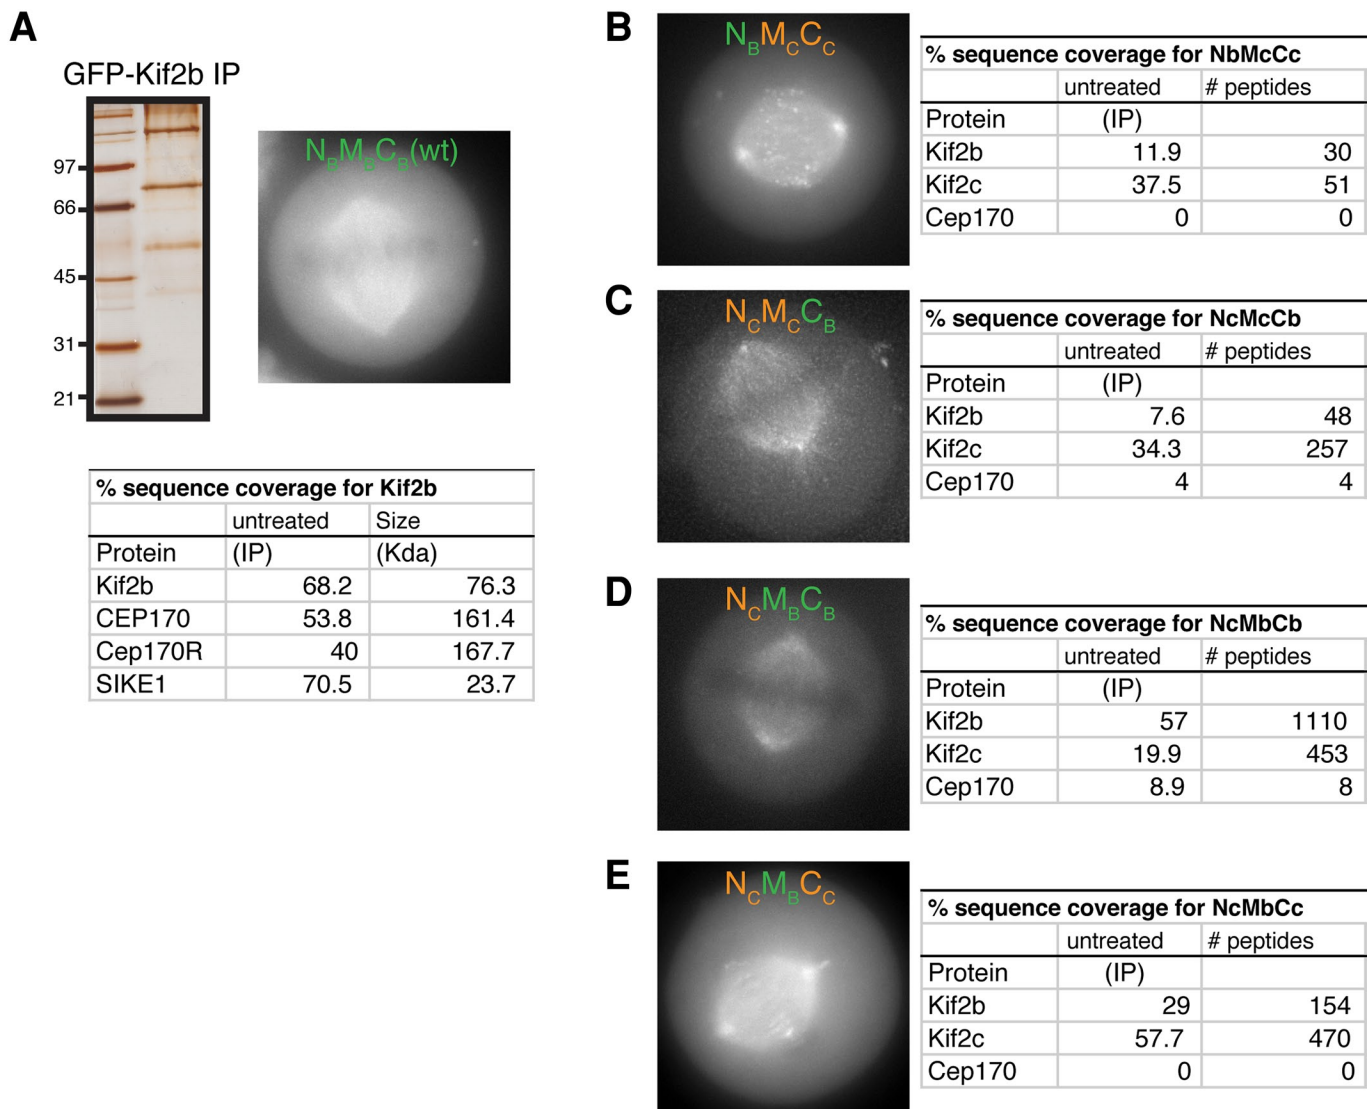 A
GFP-Kif2b IP
97
66
45
31
21
NBMBCB(wt)
% sequence coverage for Kif2b
untreated Size
Protein (IP) (Kda)
Kif2b 68.2 76.3
CEP170 53.8 161.4
Cep170R 40 167.7
SIKE1 70.5 23.7
B
NBMCCC
% sequence coverage for NbMcCc
untreated # peptides
Protein (IP)
Kif2b 11.9 30
Kif2c 37.5 51
Cep170 0 0
C
NCMCCB
% sequence coverage for NcMcCb
untreated # peptides
Protein (IP)
Kif2b 7.6 48
Kif2c 34.3 257
Cep170 4 4
D
NCMBCB
% sequence coverage for NcMbCb
untreated # peptides
Protein (IP)
Kif2b 57 1110
Kif2c 19.9 453
Cep170 8.9 8
E
NCMBCC
% sequence coverage for NcMbCc
untreated # peptides
Protein (IP)
Kif2b 29 154
Kif2c 57.7 470
Cep170 0 0